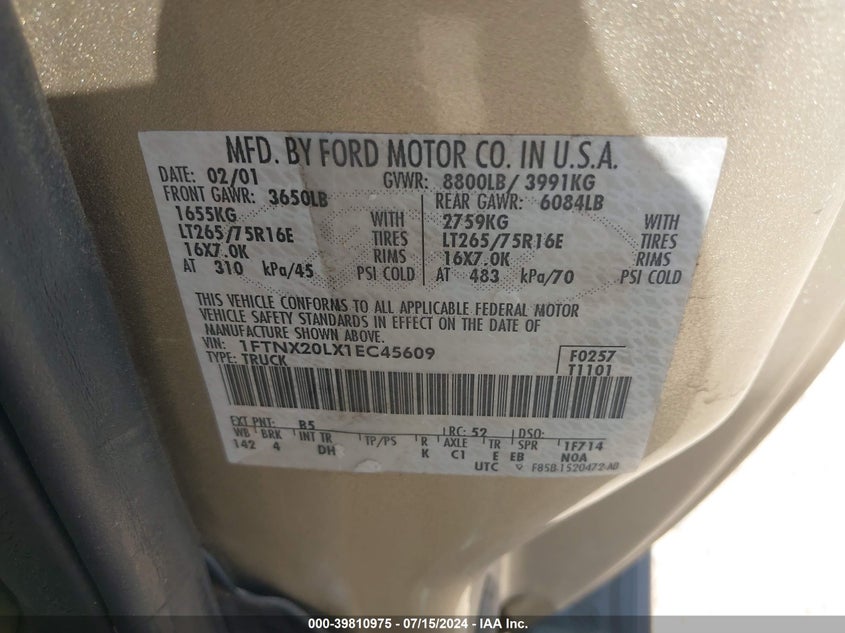 MFD. BY FORD MOTOR CO. IN U.S.A.
DATE: 02/01 GVWR: 8800LB/ 3991KG
FRONT GAWR: 3650LB REAR GAWR: 6084LB
1655KG WITH 2759KG WITH
LT265/75R16E TIRES LT265/75R16E TIRES
16X7.0K RIMS 16X7.0K RIMS
AT 310 kPa/45 PSI COLD AT 483 kPa/70 PSI COLD
THIS VEHICLE CONFORMS TO ALL APPLICABLE FEDERAL MOTOR
VEHICLE SAFETY STANDARDS IN EFFECT ON THE DATE OF
MANUFACTURE SHOWN ABOVE.
VIN: 1FTNX20LX1EC45609 F0257
TYPE: TRUCK T1101
EXT PNT: B5 RC: 52 DSO:
WB BRK INT TR TP/PS R AXLE TR SPR 1F714
142 4 DH K C1 E EB NOA
UTC F85B-1520472-AB
000-39810975 - 07/15/2024 - IAA Inc.